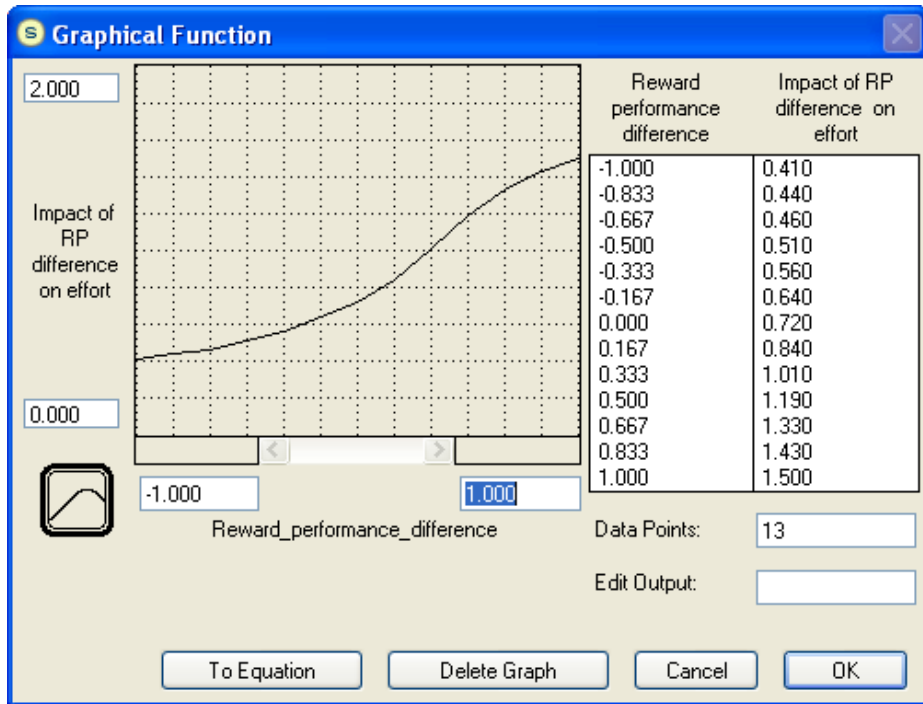 S Graphical Function
2.000
Impact of
RP
difference
on effort
0.000
-1.000
1.000
Reward_performance_difference
Reward
performance
difference
Impact of RP
difference on
effort
-1.000 0.410
-0.833 0.440
-0.667 0.460
-0.500 0.510
-0.333 0.560
-0.167 0.640
0.000 0.720
0.167 0.840
0.333 1.010
0.500 1.190
0.667 1.330
0.833 1.430
1.000 1.500
Data Points: 13
Edit Output:
To Equation
Delete Graph
Cancel
OK